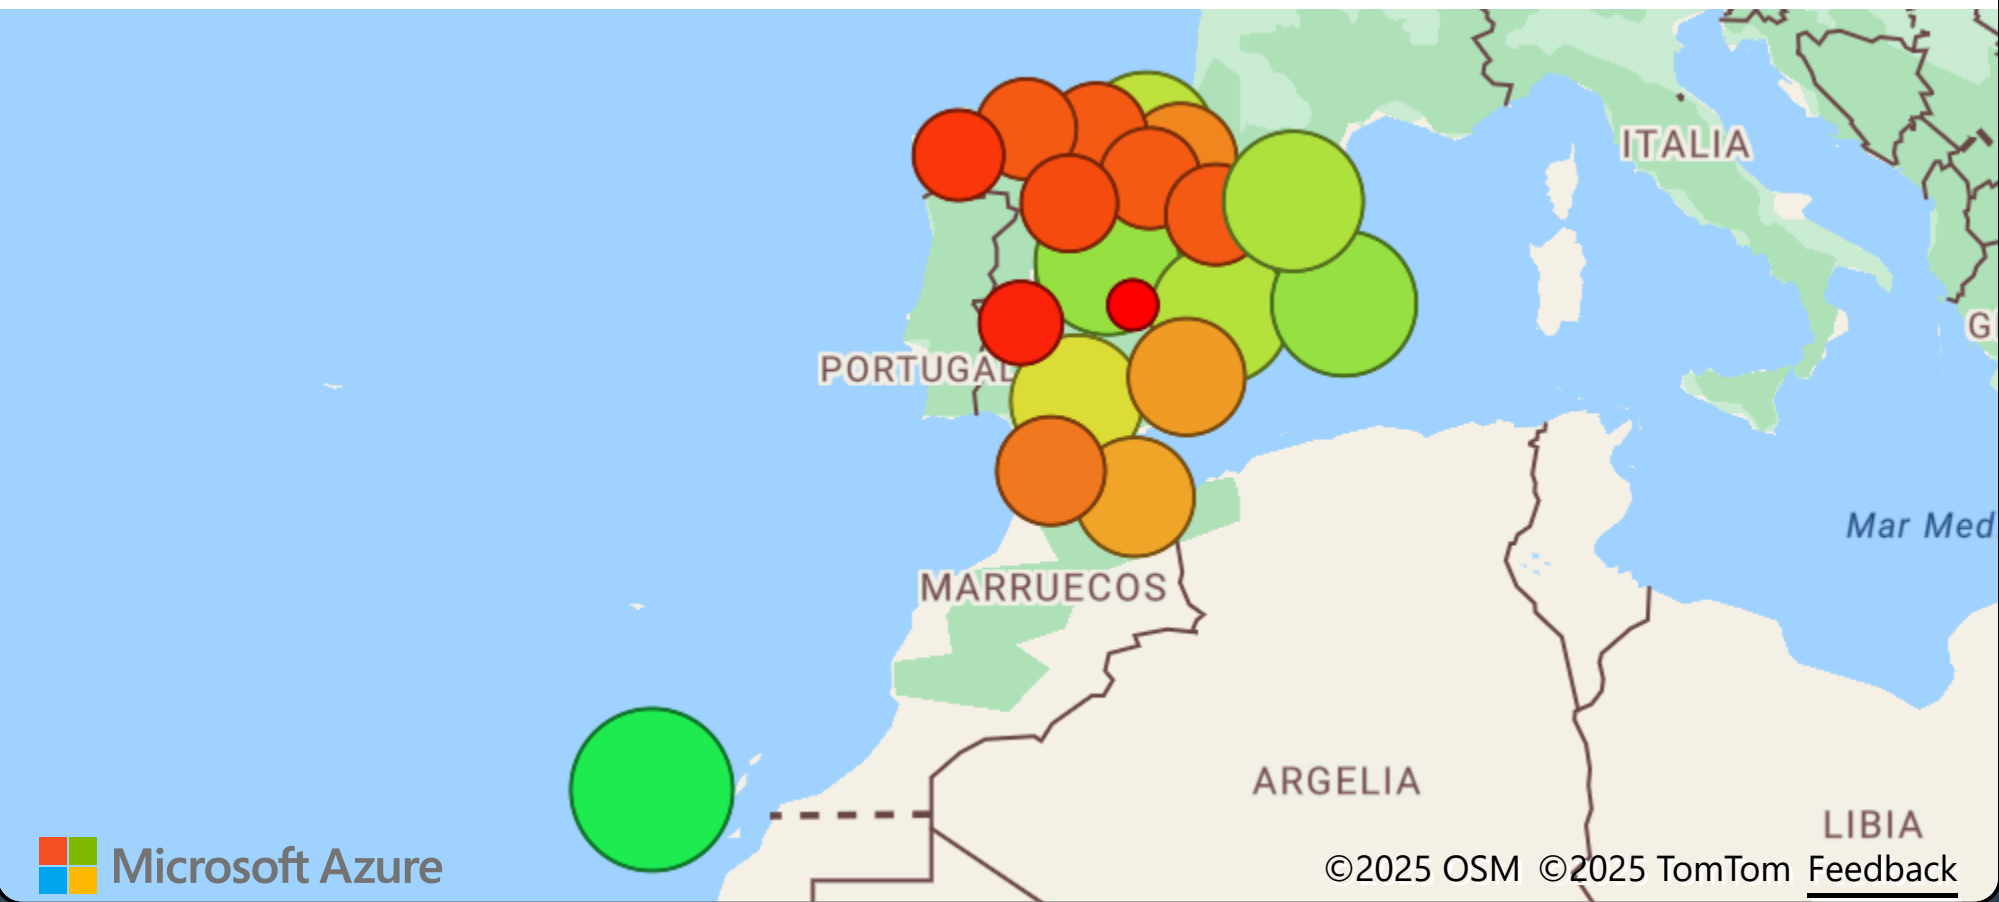 ITALIA
G
PORTUGAL
Mar Med
MARRUECOS
ARGELIA
LIBIA
Microsoft Azure
©2025 OSM ©2025 TomTom Feedback